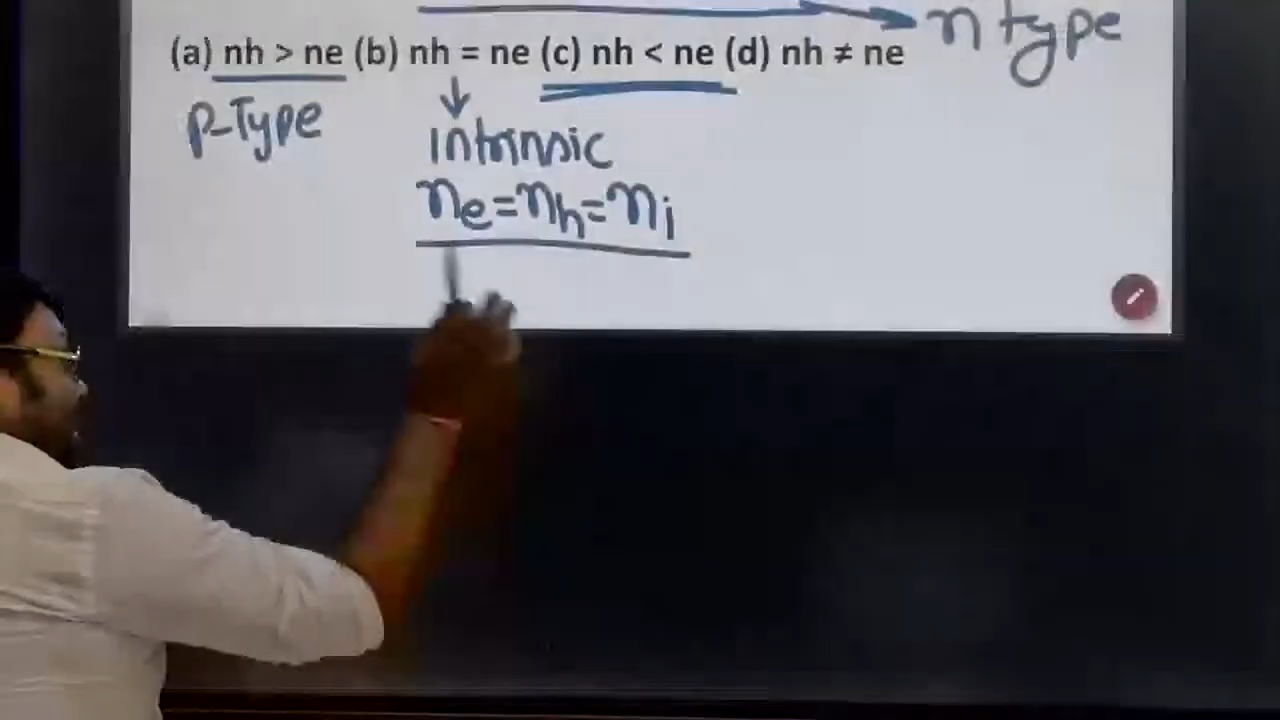 n type
(a) nh > ne (b) nh = ne (c) nh < ne (d) nh ≠ ne
P-Type
↓
Intrinsic
ne=nh=ni